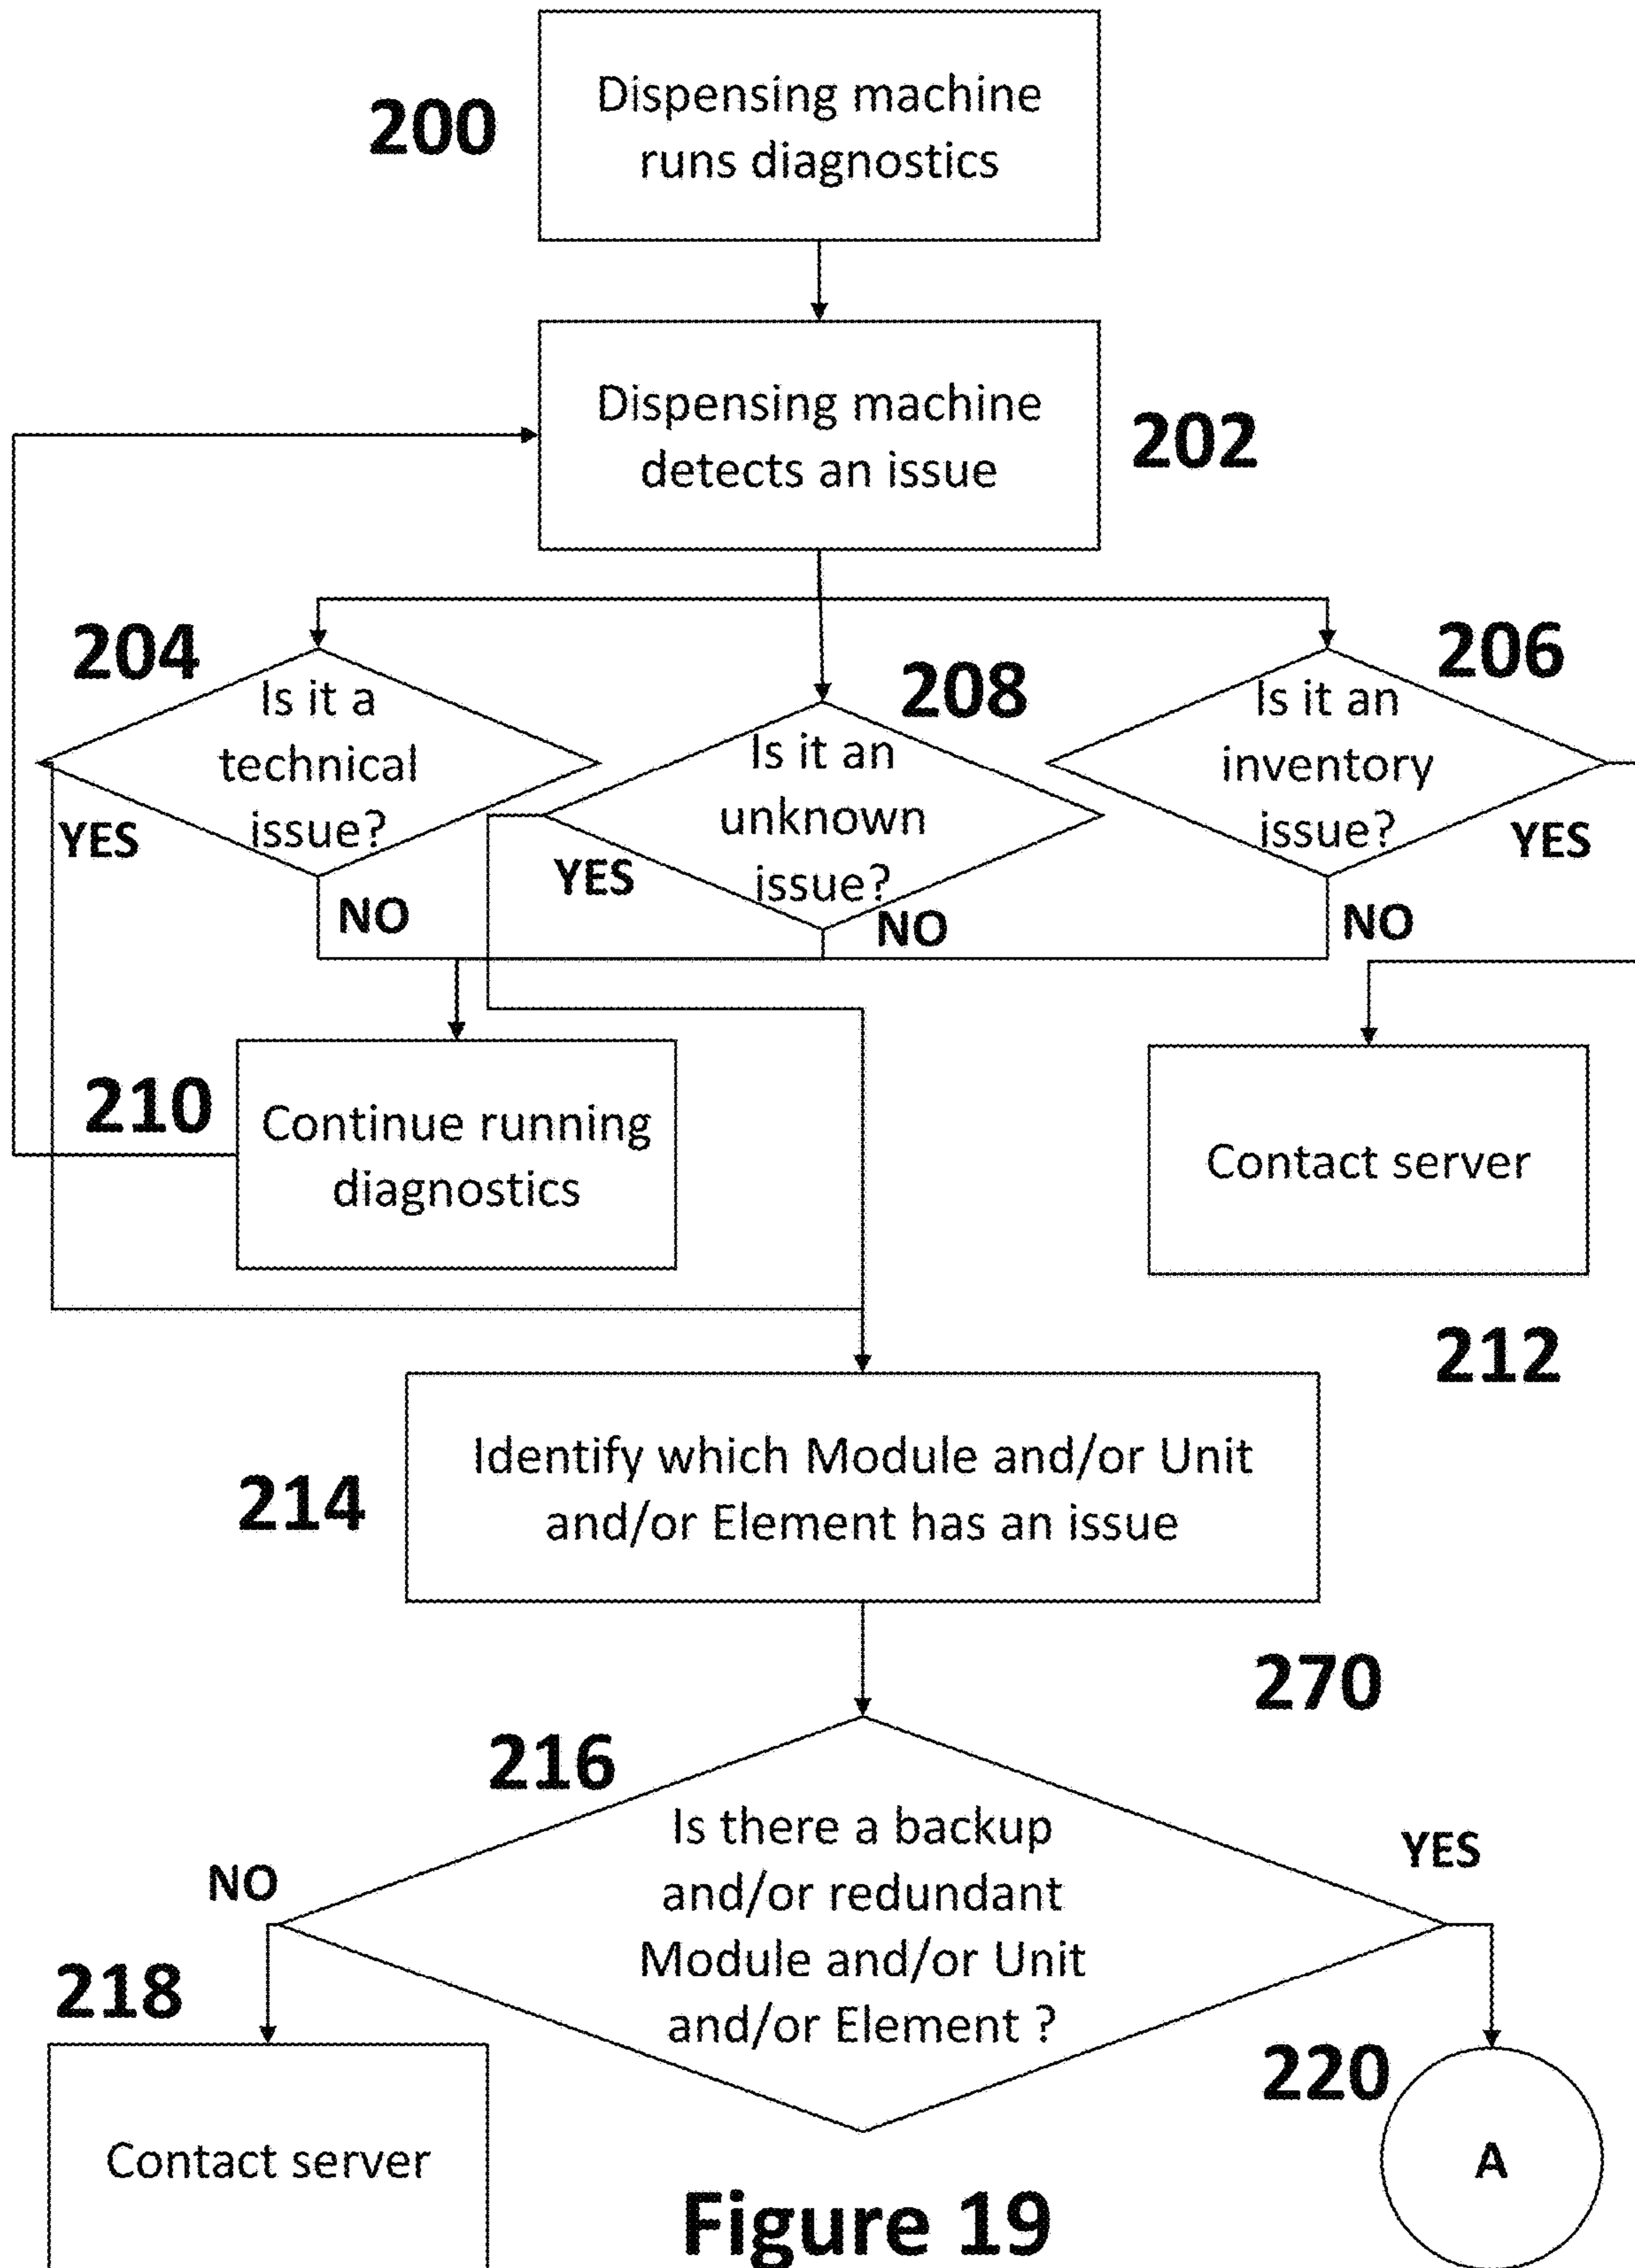 200
Dispensing machine
runs diagnostics
Dispensing machine
detects an issue
202
204
Is it a
technical
issue?
YES
NO
208
Is it an
unknown
issue?
YES
NO
206
Is it an
inventory
issue?
YES
NO
210
Continue running
diagnostics
Contact server
212
214
Identify which Module and/or Unit
and/or Element has an issue
270
216
Is there a backup
and/or redundant
Module and/or Unit
and/or Element ?
NO
YES
218
Contact server
220
A
Figure 19